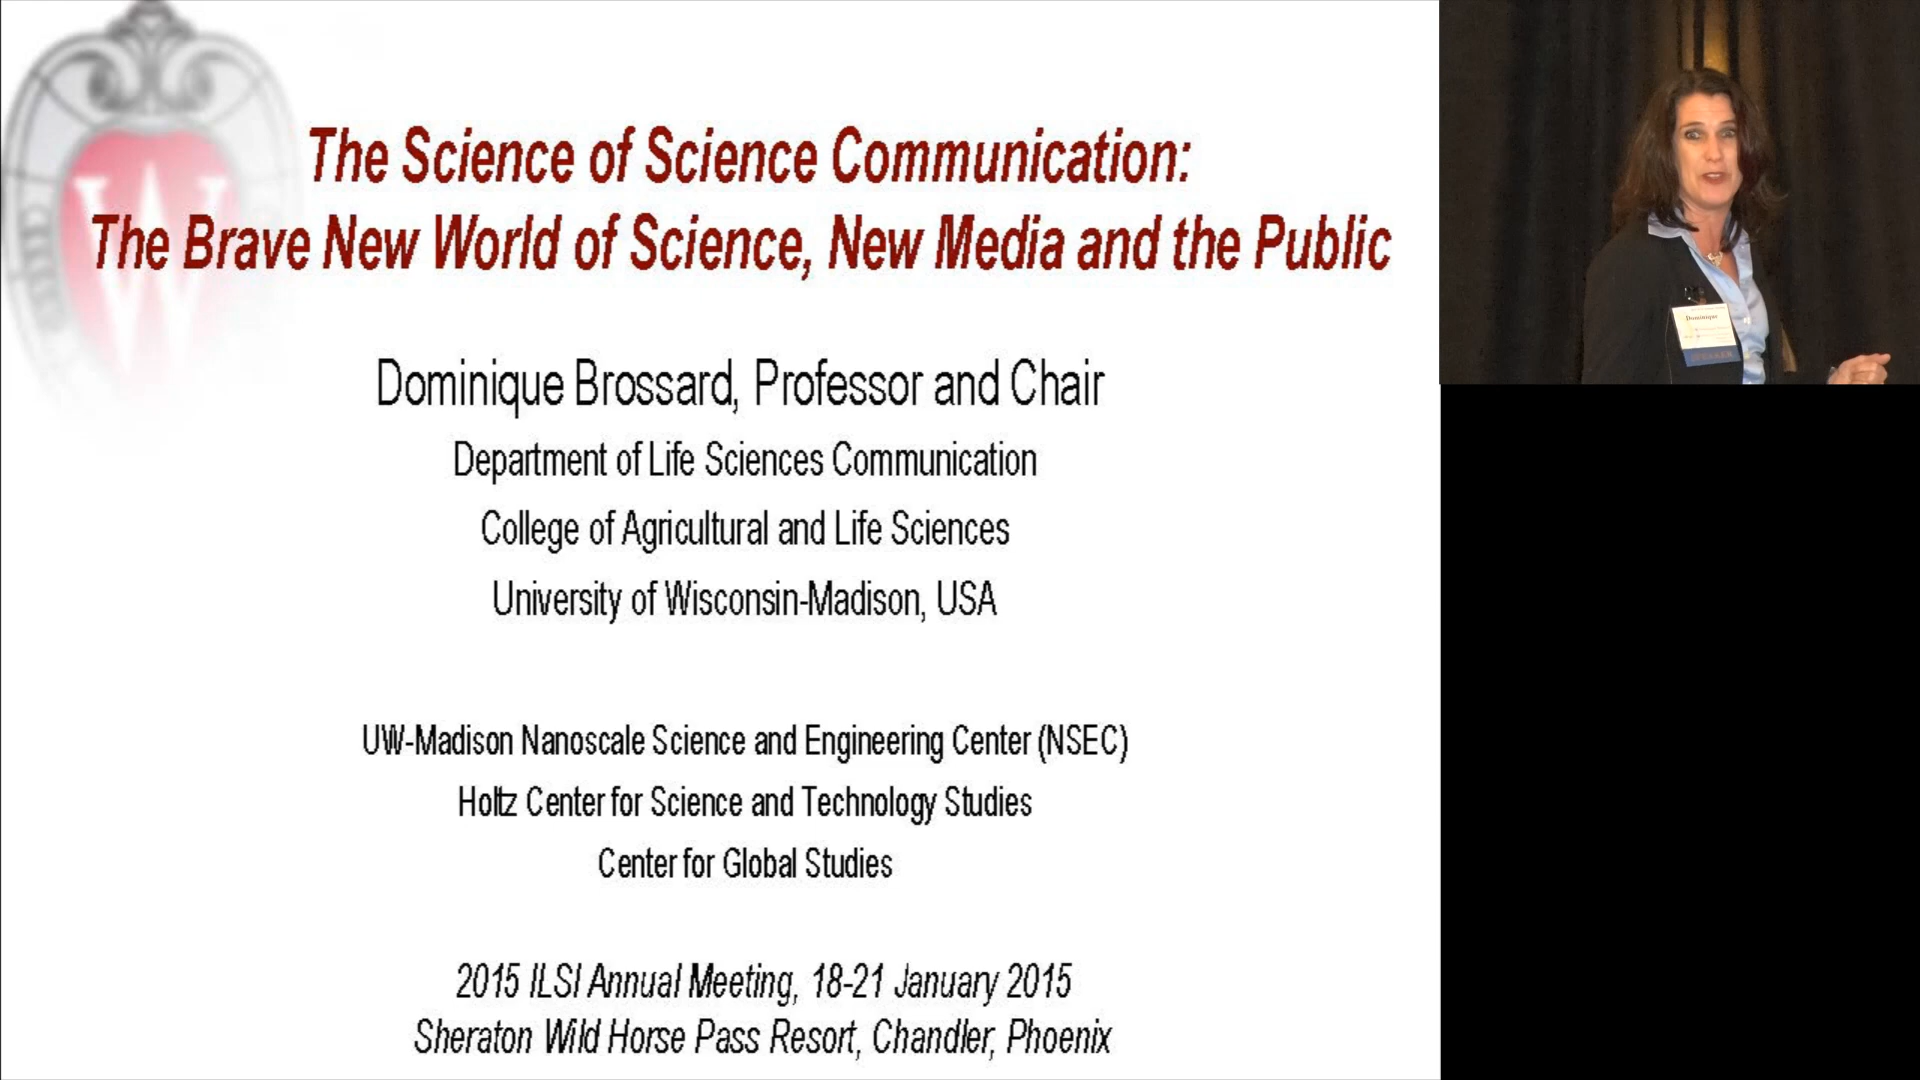 The Science of Science Communication:
The Brave New World of Science, New Media and the Public
Dominique Brossard, Professor and Chair
Department of Life Sciences Communication
College of Agricultural and Life Sciences
University of Wisconsin-Madison, USA
UW-Madison Nanoscale Science and Engineering Center (NSEC)
Holtz Center for Science and Technology Studies
Center for Global Studies
2015 ILSI Annual Meeting, 18-21 January 2015
Sheraton Wild Horse Pass Resort, Chandler, Phoenix
W
Dominique
SPEAKER